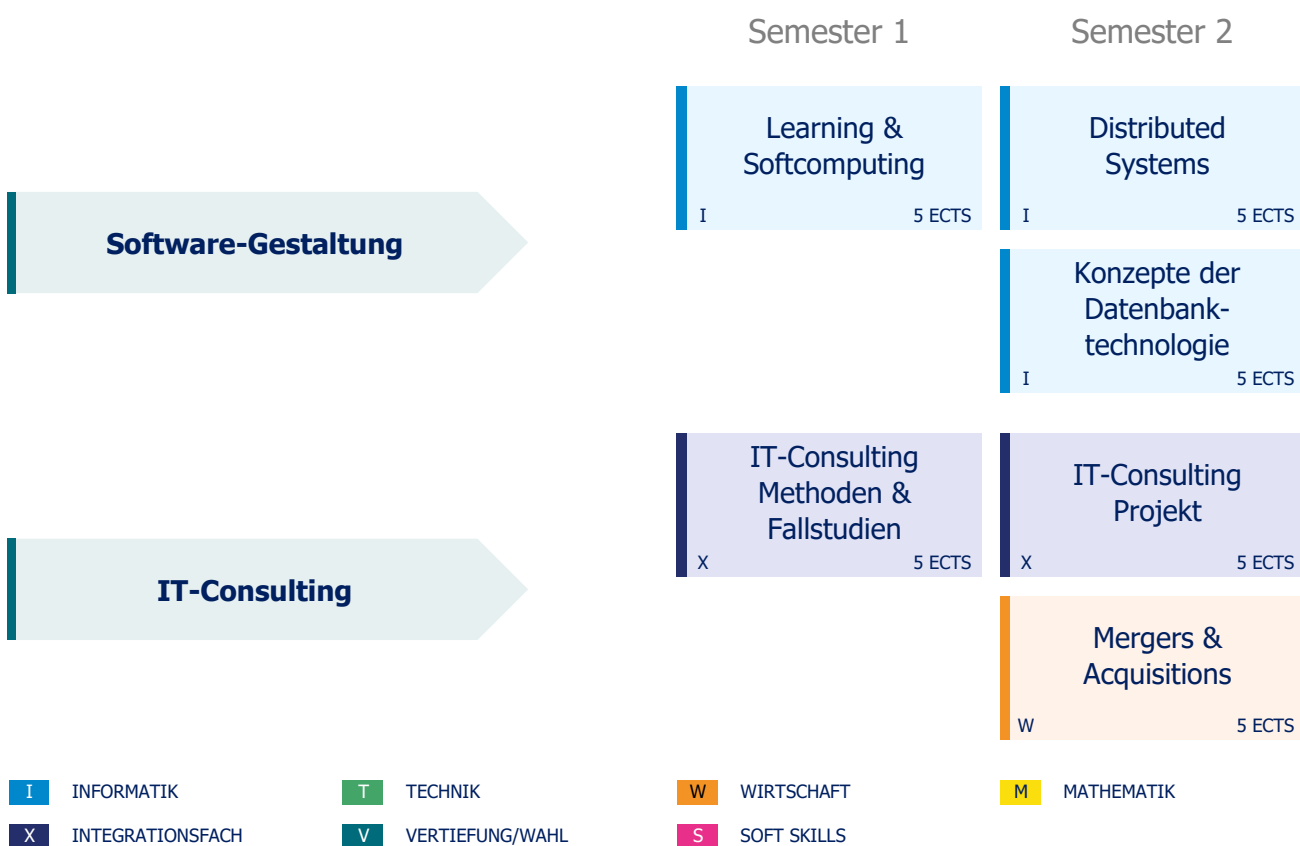 Semester 1
Semester 2
Learning &
Softcomputing
I 5 ECTS
Distributed
Systems
I 5 ECTS
Software-Gestaltung
Konzepte der
Datenbank-
technologie
I 5 ECTS
IT-Consulting
Methoden &
Fallstudien
X 5 ECTS
IT-Consulting
Projekt
X 5 ECTS
IT-Consulting
Mergers &
Acquisitions
W 5 ECTS
I INFORMATIK
T TECHNIK
W WIRTSCHAFT
M MATHEMATIK
X INTEGRATIONSFACH
V VERTIEFUNG/WAHL
S SOFT SKILLS